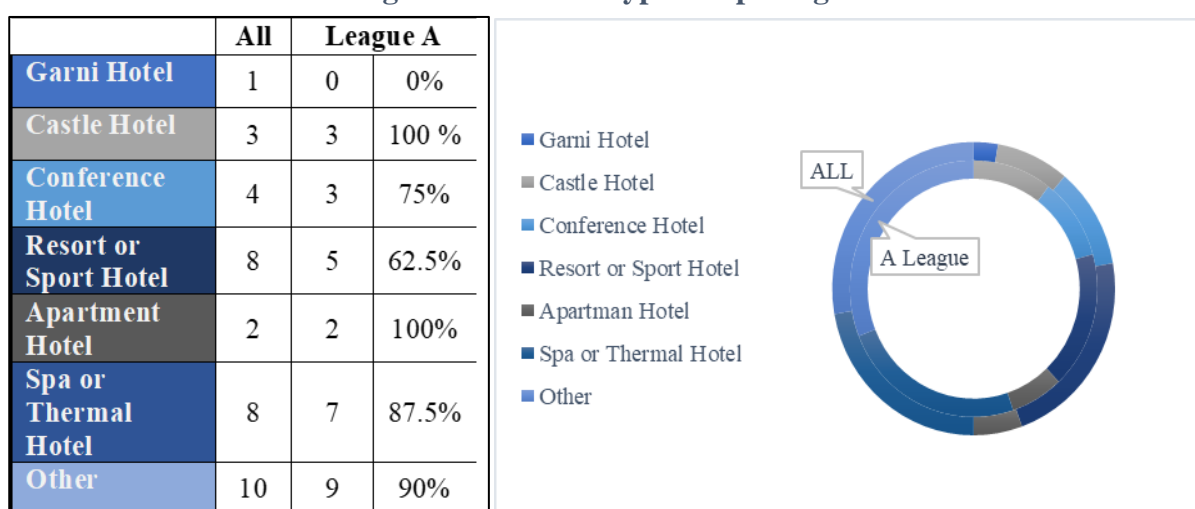 All League A
Garni Hotel 1 0 0%
Castle Hotel 3 3 100 %
Conference
Hotel 4 3 75%
Resort or
Sport Hotel 8 5 62.5%
Apartment
Hotel 2 2 100%
Spa or
Thermal
Hotel 8 7 87.5%
Other 10 9 90%
Garni Hotel
Castle Hotel
Conference Hotel
Resort or Sport Hotel
Apartman Hotel
Spa or Thermal Hotel
Other
ALL
A League